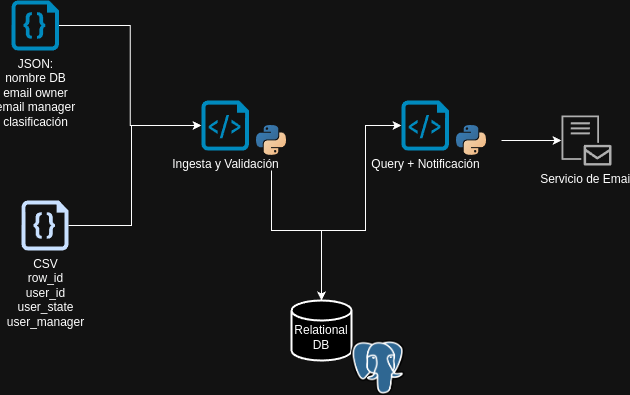 JSON:
nombre DB
email owner
email manager
clasificación
Ingesta y Validación
Query + Notificación
Servicio de Emai
CSV
row_id
user_id
user_state
user_manager
Relational
DB